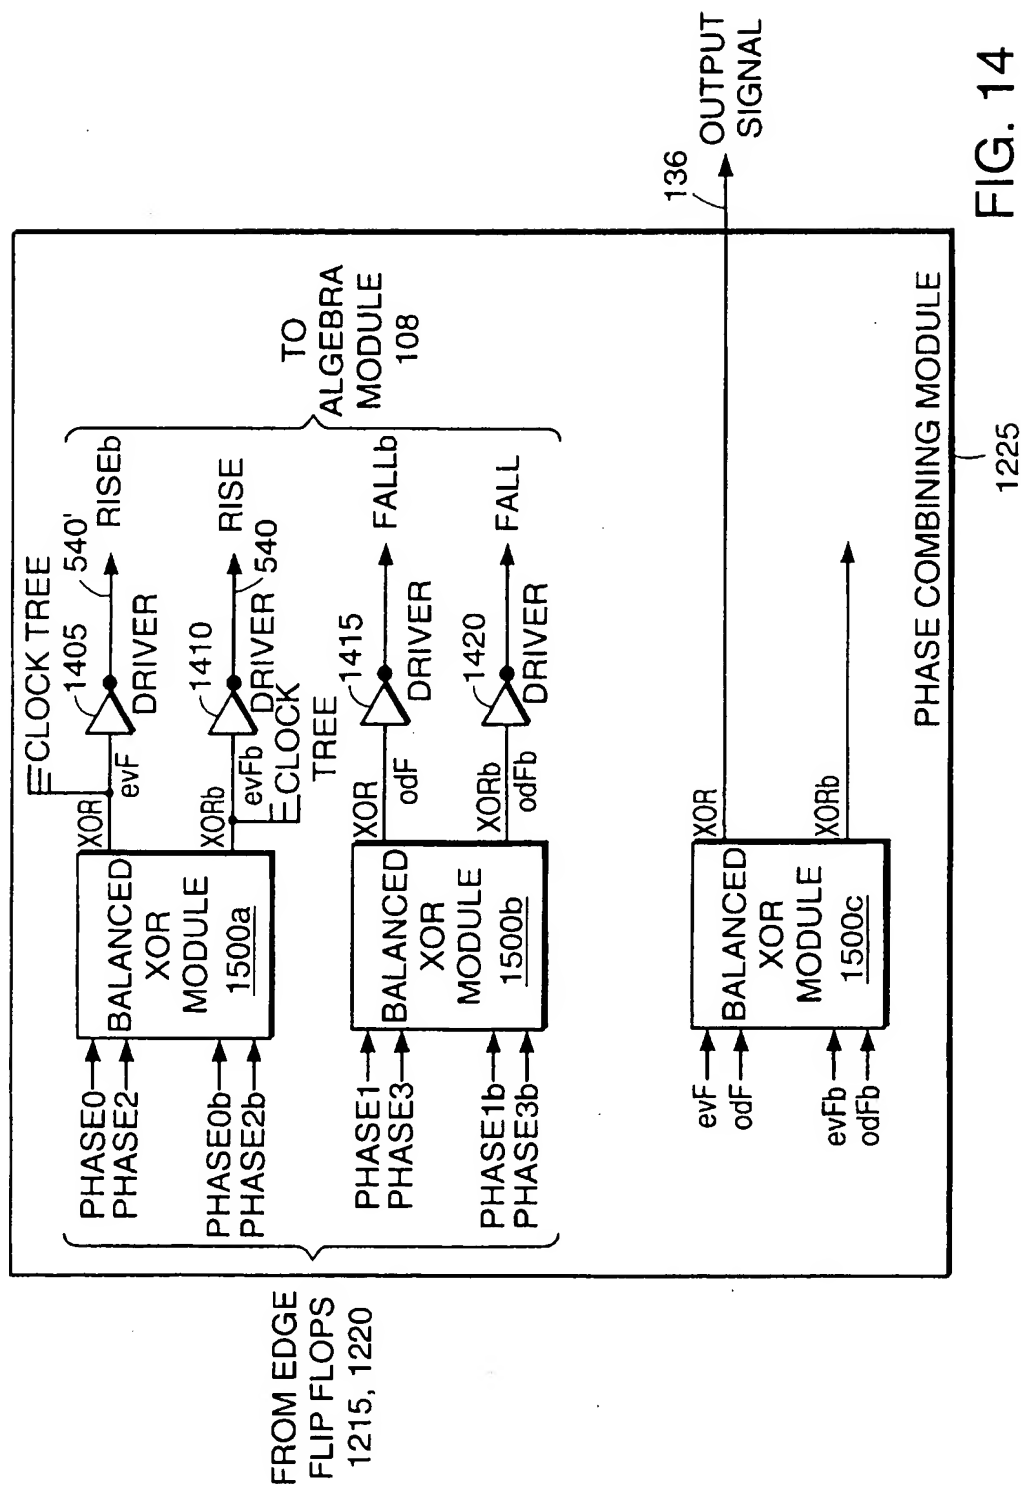 FROM EDGE
FLIP FLOPS
1215, 1220
PHASE0
PHASE2
PHASE0b
PHASE2b
BALANCED
XOR
MODULE
1500a
XOR
evF
CLOCK TREE
1405
DRIVER
540'
RISEb
XORb
evFb
CLOCK
TREE
1410
DRIVER
540
RISE
PHASE1
PHASE3
PHASE1b
PHASE3b
BALANCED
XOR
MODULE
1500b
XOR
odF
1415
DRIVER
FALLb
XORb
odFb
1420
DRIVER
FALL
TO
ALGEBRA
MODULE
108
evF
odF
evFb
odFb
BALANCED
XOR
MODULE
1500c
XOR
XORb
136
OUTPUT
SIGNAL
PHASE COMBINING MODULE
1225
FIG. 14